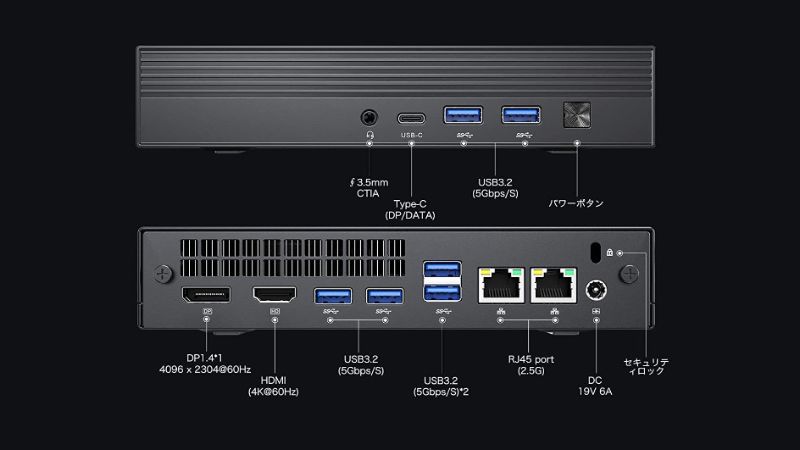 USB-C
∮3.5mm
CTIA
Type-C
(DP/DATA)
USB3.2
(5Gbps/S)
パワーボタン
DP
HD
DP1.4*1
4096 x 2304@60Hz
HDMI
(4K@60Hz)
USB3.2
(5Gbps/S)
USB3.2
(5Gbps/S)*2
RJ45 port
(2.5G)
DC
19V 6A
セキュリテ
ィロック